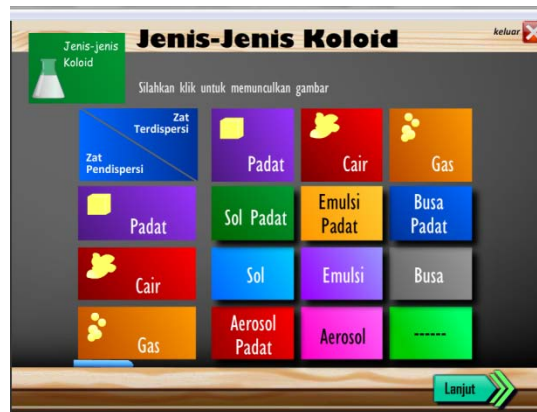 Jenis-jenis
Koloid
Jenis-Jenis Koloid
keluar
Silahkan klik untuk memunculkan gambar
Zat
Terdispersi
Zat
Pendispersi
Padat
Cair
Gas
Padat
Sol Padat
Emulsi
Padat
Busa
Padat
Cair
Sol
Emulsi
Busa
Gas
Aerosol
Padat
Aerosol
------
Lanjut